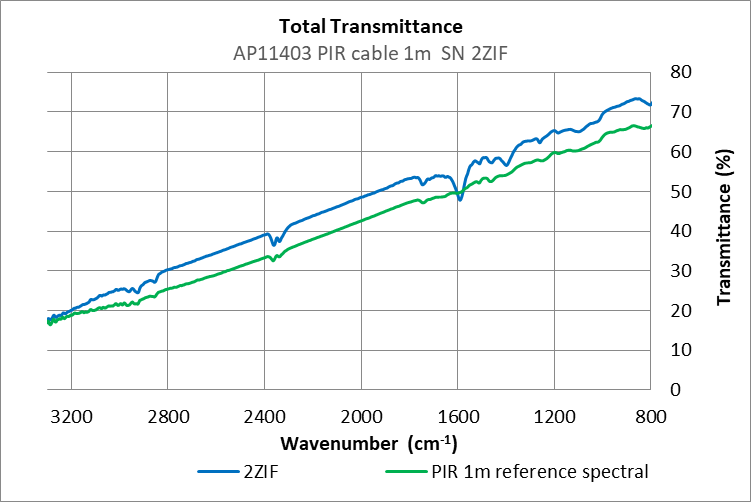 Total Transmittance
AP11403 PIR cable 1m  SN 2ZIF
80
70
60
50
40
30
20
10
0
Transmittance (%)
3200 2800 2400 2000 1600 1200 800
Wavenumber (cm⁻¹)
2ZIF PIR 1m reference spectral